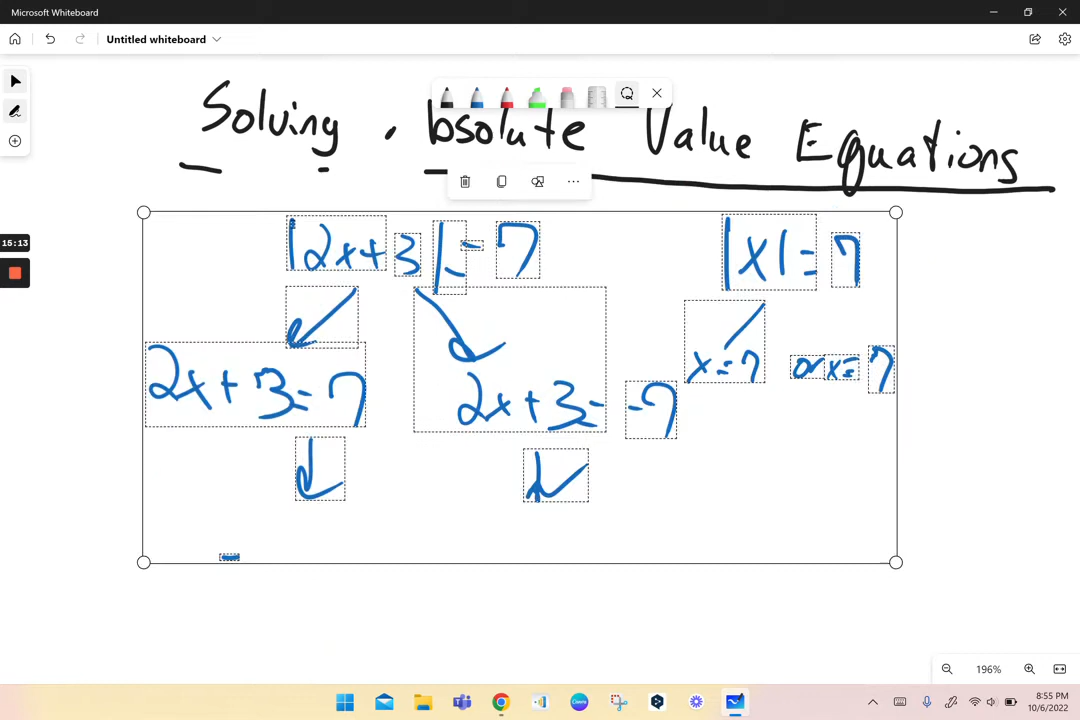 Microsoft Whiteboard
Untitled whiteboard
Solving . bsolute Value Equations
15:13
|2x+3|=7
|x|=7
x=7 or x=7
2x+3=7
2x+3=-7
-
196%
8:55 PM
10/6/2022